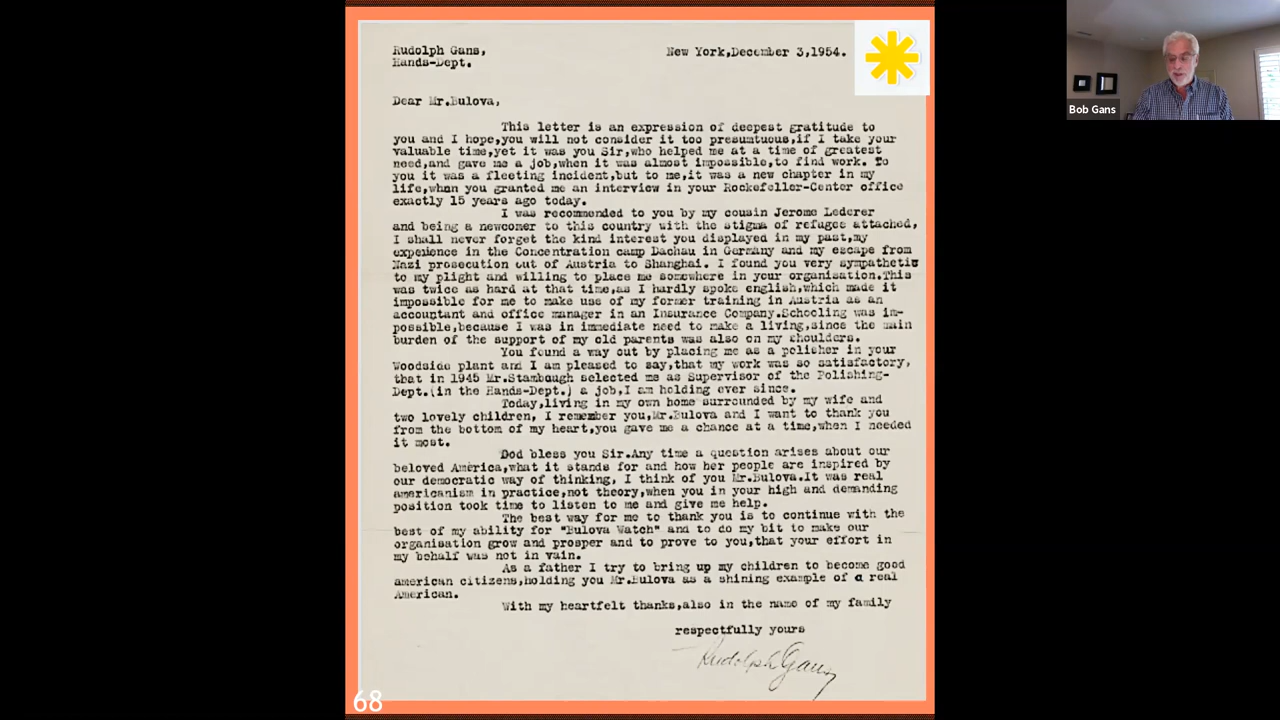 Rudolph Gans,
New York,December 3,1954.
Hands-Dept.
Dear Mr.Bulova,
This letter is an expression of deepest gratitude to
you and I hope,you will not consider it too presumtuous,if I take your
valuable time,yet it was you Sir,who helped me at a time of greatest
need,and gave me a job,when it was almost impossible,to find work. To
you it was a fleeting incident,but to me,it was a new chapter in my
life,when you granted me an interview in your Rockefeller-Center office
exactly 15 years ago today.
I was recommended to you by my cousin Jerome Lederer
and being a newcomer to this country with the stigma of refugee attached,
I shall never forget the kind interest you displayed in my past,my
expeience in the Concentration camp Dachau in Germany and my escape from
Nazi prosecution out of Austria to Shanghai. I found you very sympathetic
to my plight and willing to place me somewhere in your organisation.This
was twice as hard at that time,as I hardly spoke english,which made it
impossible for me to make use of my former training in Austria as an
accountant and office manager in an Insurance Company.Schooling was im-
possible,because I was in immediate need to make a living,since the main
burden of the support of my old parents was also on my shoulders.
You found a way out by placing me as a polisher in your
Woodside plant and I am pleased to say,that my work was so satisfactory,
that in 1945 Mr.Stambaugh selected me as Supervisor of the Polishing-
Dept.(in the Hands-Dept.) a job,I am holding ever since.
Today,living in my own home surrounded by my wife and
two lovely children, I remember you,Mr.Bulova and I want to thank you
from the bottom of my heart,you gave me a chance at a time,when I needed
it most.
God bless you Sir.Any time a question arises about our
beloved America,what it stands for and how her people are inspired by
our democratic way of thinking, I think of you Mr.Bulova.It was real
americanism in practice,not theory,when you in your high and demanding
position took time to listen to me and give me help.
The best way for me to thank you is to continue with the
best of my ability for "Bulova Watch" and to do my bit to make our
organisation grow and prosper and to prove to you,that your effort in
my behalf was not in vain.
As a father I try to bring up my children to become good
american citizens,holding you Mr.Bulova as a shining example of a real
American.
With my heartfelt thanks,also in the name of my family
respectfully yours
Rudolph Gans
68
Bob Gans